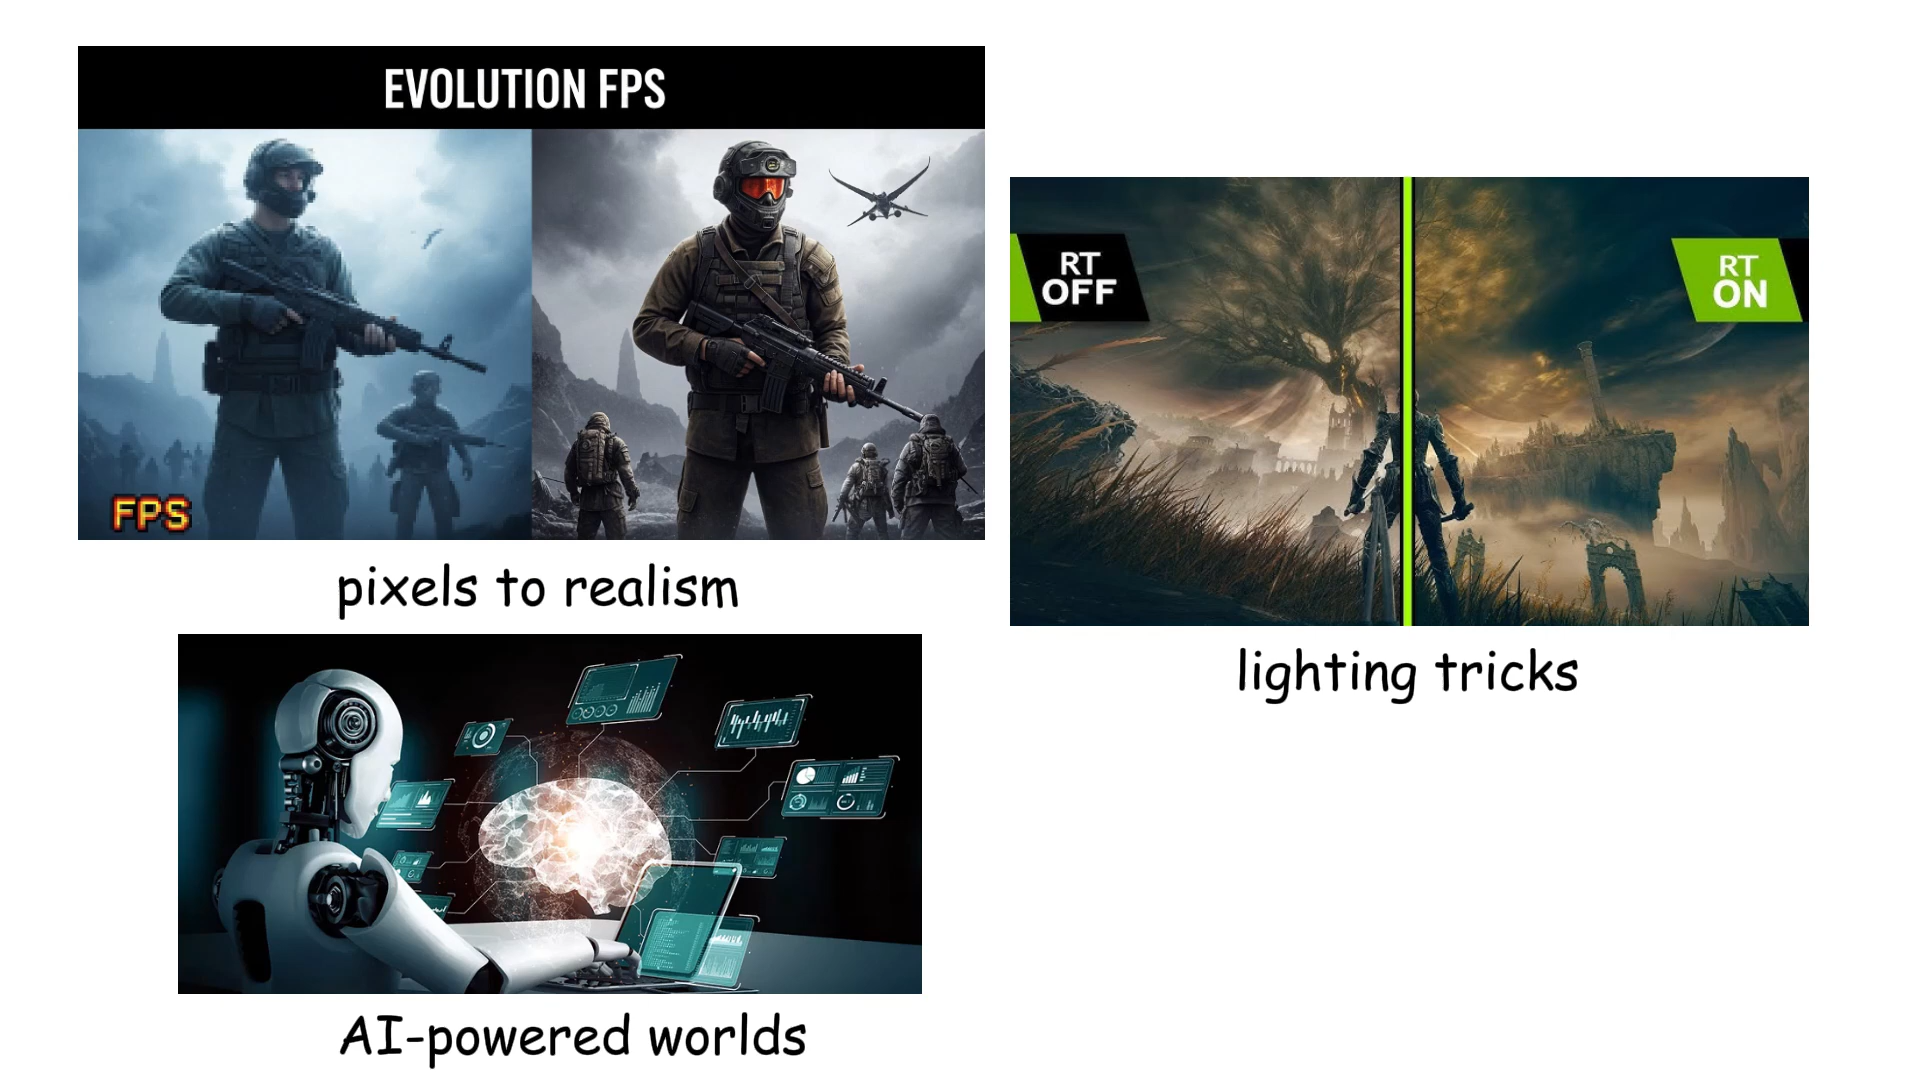 EVOLUTION FPS
FPS
pixels to realism
RT
OFF
RT
ON
lighting tricks
AI-powered worlds